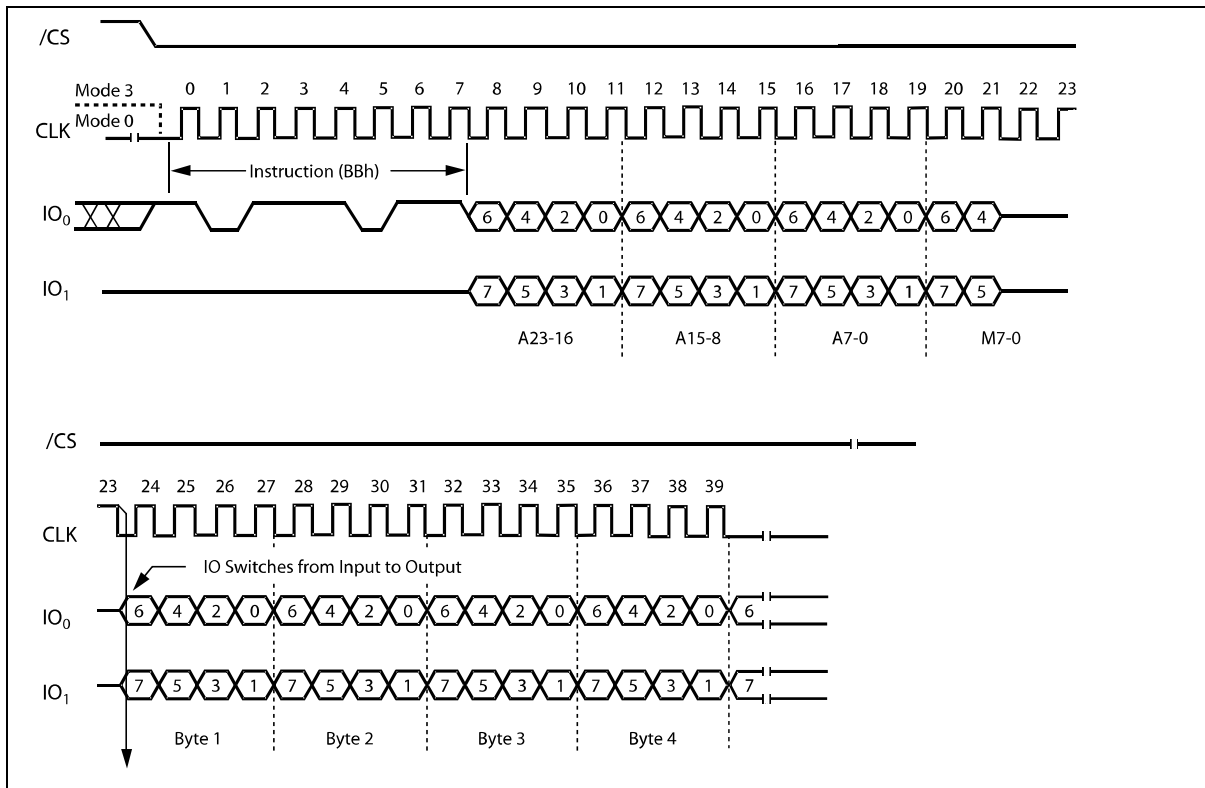 /CS
Mode 3
Mode 0
CLK
0 1 2 3 4 5 6 7 8 9 10 11 12 13 14 15 16 17 18 19 20 21 22 23
Instruction (BBh)
IO0 6 4 2 0 6 4 2 0 6 4 2 0 6 4
IO1 7 5 3 1 7 5 3 1 7 5 3 1 7 5
A23-16 A15-8 A7-0 M7-0
/CS
23 24 25 26 27 28 29 30 31 32 33 34 35 36 37 38 39
CLK
IO Switches from Input to Output
IO0 6 4 2 0 6 4 2 0 6 4 2 0 6 4 2 0 6
IO1 7 5 3 1 7 5 3 1 7 5 3 1 7 5 3 1 7
Byte 1 Byte 2 Byte 3 Byte 4